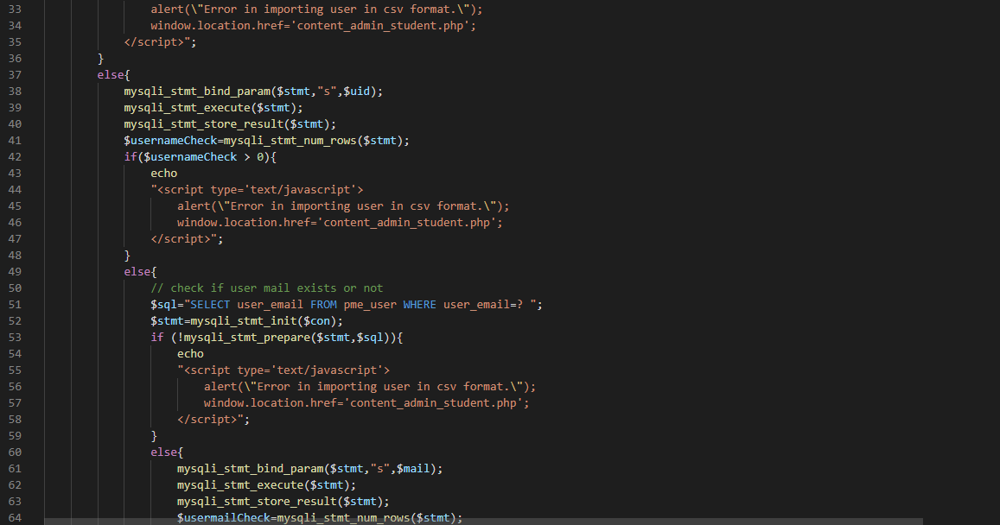 33 alert(\"Error in importing user in csv format.\");
34 window.location.href='content_admin_student.php';
35 </script>";
36 }
37 else{
38 mysqli_stmt_bind_param($stmt,"s",$uid);
39 mysqli_stmt_execute($stmt);
40 mysqli_stmt_store_result($stmt);
41 $usernameCheck=mysqli_stmt_num_rows($stmt);
42 if($usernameCheck > 0){
43 echo
44 "<script type='text/javascript'>
45 alert(\"Error in importing user in csv format.\");
46 window.location.href='content_admin_student.php';
47 </script>";
48 }
49 else{
50 // check if user mail exists or not
51 $sql="SELECT user_email FROM pme_user WHERE user_email=? ";
52 $stmt=mysqli_stmt_init($con);
53 if (!mysqli_stmt_prepare($stmt,$sql)){
54 echo
55 "<script type='text/javascript'>
56 alert(\"Error in importing user in csv format.\");
57 window.location.href='content_admin_student.php';
58 </script>";
59 }
60 else{
61 mysqli_stmt_bind_param($stmt,"s",$mail);
62 mysqli_stmt_execute($stmt);
63 mysqli_stmt_store_result($stmt);
64 $usermailCheck=mysqli_stmt_num_rows($stmt);